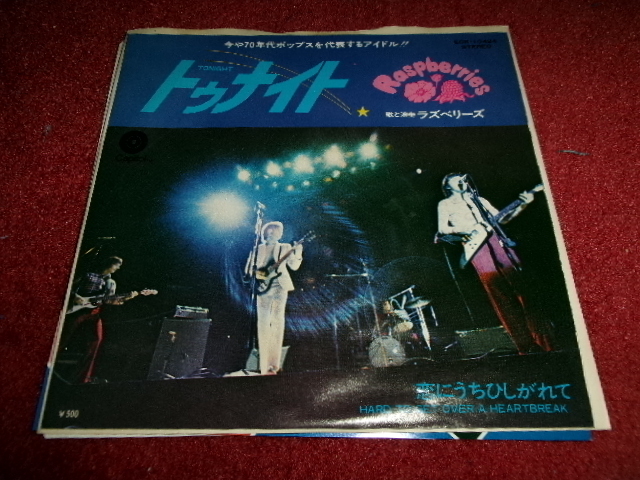 今や70年代ポップスを代表するアイドル!!
TONIGHT
トゥナイト
Raspberries
歌と演奏 ラズベリーズ
恋にうちひしがれて
HARD TO GET OVER A HEARTBREAK
¥500